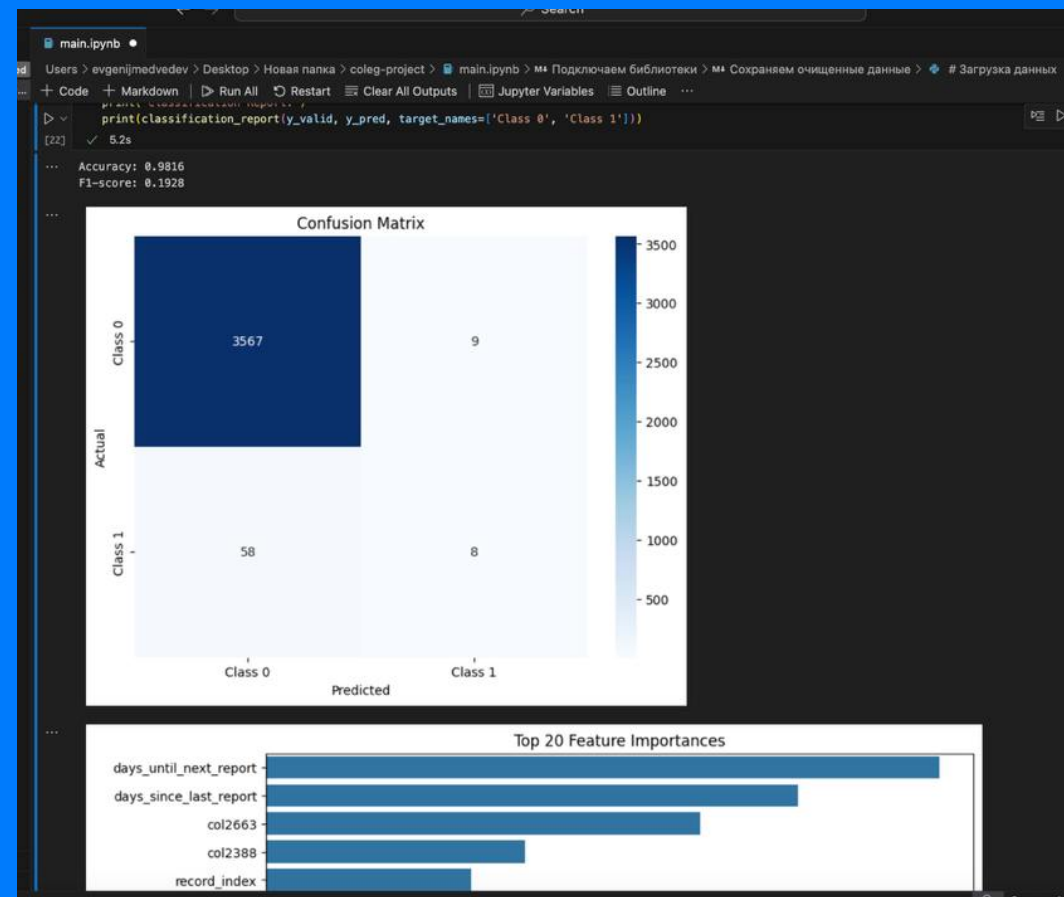 Search
main.ipynb
Users > evgenijmedvedev > Desktop > Новая папка > coleg-project > main.ipynb > M↓ Подключаем библиотеки > M↓ Сохраняем очищенные данные > # Загрузка данных
+ Code + Markdown | Run All Restart Clear All Outputs | Jupyter Variables Outline ...
print("Classification Report:")
print(classification_report(y_valid, y_pred, target_names=['Class 0', 'Class 1']))
[22] ✓ 5.2s
... Accuracy: 0.9816
F1-score: 0.1928
...
Confusion Matrix
3500
3000
2500
2000
1500
1000
500
Class 0
3567 9
Actual
Class 1
58 8
Class 0 Class 1
Predicted
...
Top 20 Feature Importances
days_until_next_report
days_since_last_report
col2663
col2388
record_index